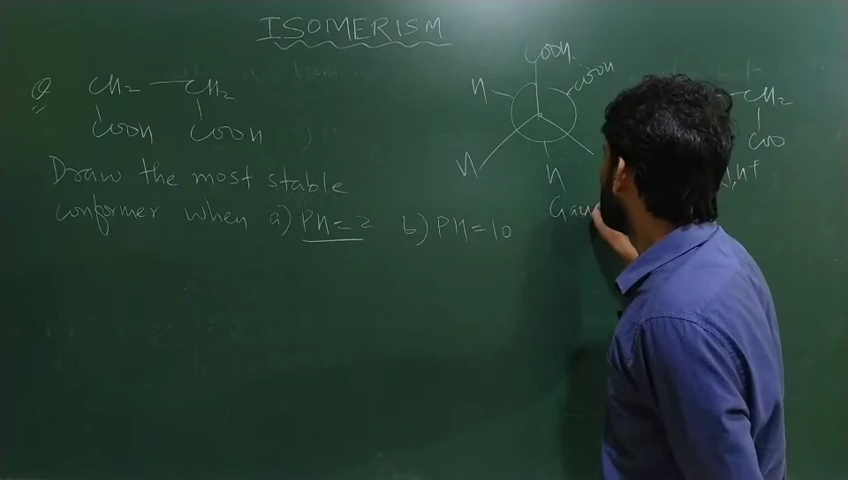 ISOMERISM
Q CH2 — CH2
COOH COOH
Draw the most stable
conformer when a) PH=2 b) PH=10
COOH
H COOH
H
H
Gau
CH2
COO
H+